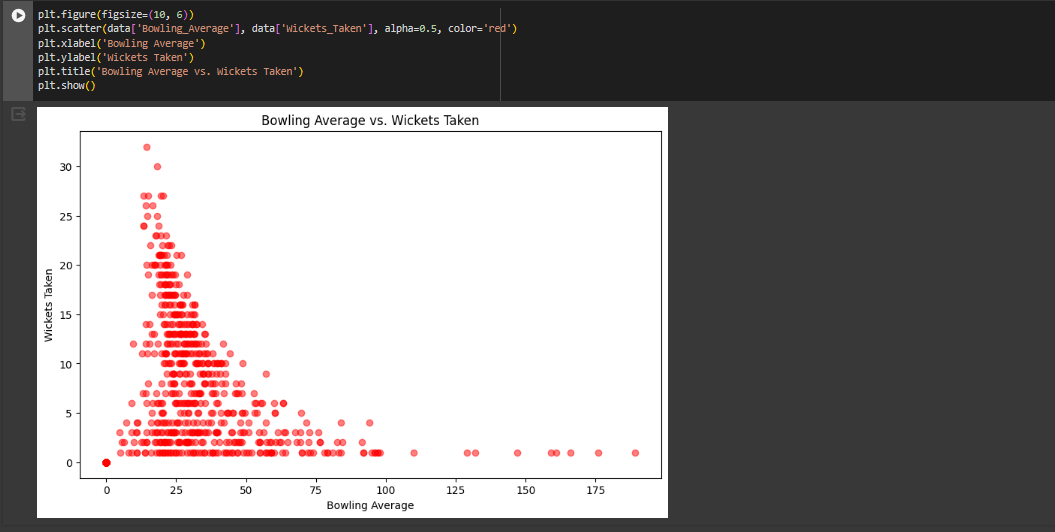 plt.figure(figsize=(10, 6))
plt.scatter(data['Bowling_Average'], data['Wickets_Taken'], alpha=0.5, color='red')
plt.xlabel('Bowling Average')
plt.ylabel('Wickets Taken')
plt.title('Bowling Average vs. Wickets Taken')
plt.show()
Bowling Average vs. Wickets Taken
Wickets Taken
30
25
20
15
10
5
0
0 25 50 75 100 125 150 175
Bowling Average